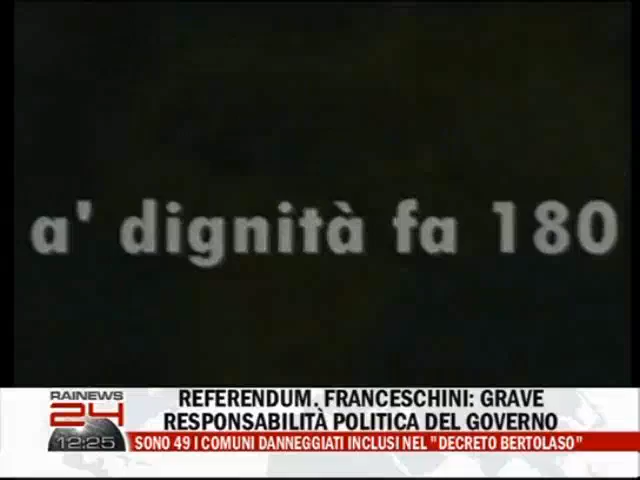 a' dignità fa 180
RAINEWS
24
12:25
REFERENDUM. FRANCESCHINI: GRAVE
RESPONSABILITÀ POLITICA DEL GOVERNO
SONO 49 I COMUNI DANNEGGIATI INCLUSI NEL "DECRETO BERTOLASO"